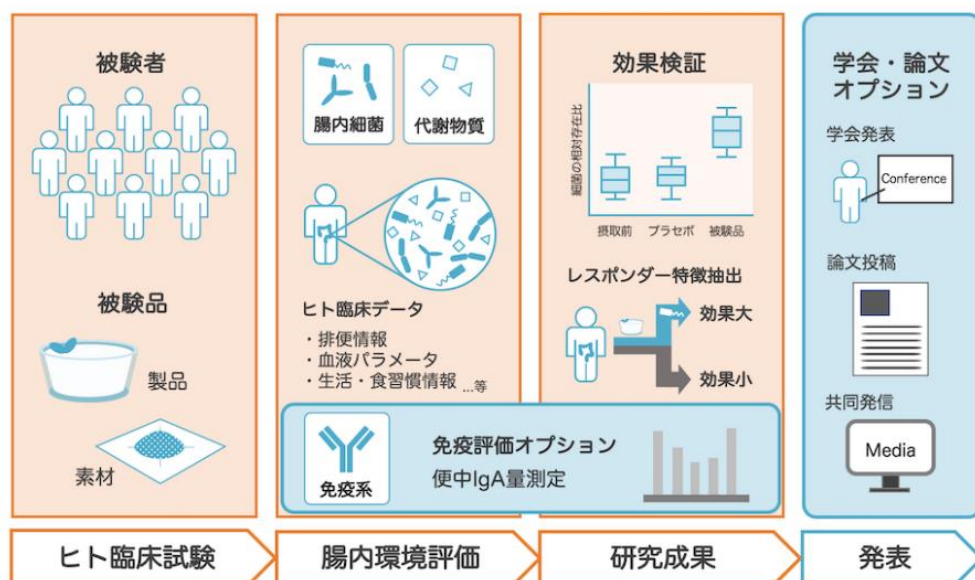 被験者
被験品
製品
素材
腸内細菌
代謝物質
ヒト臨床データ
・排便情報
・血液パラメータ
・生活・食習慣情報 ...等
効果検証
細菌の相対存在比
摂取前 プラセボ 被験品
レスポンダー特徴抽出
効果大
効果小
免疫系
免疫評価オプション
便中IgA量測定
学会・論文
オプション
学会発表
Conference
論文投稿
共同発信
Media
ヒト臨床試験
腸内環境評価
研究成果
発表